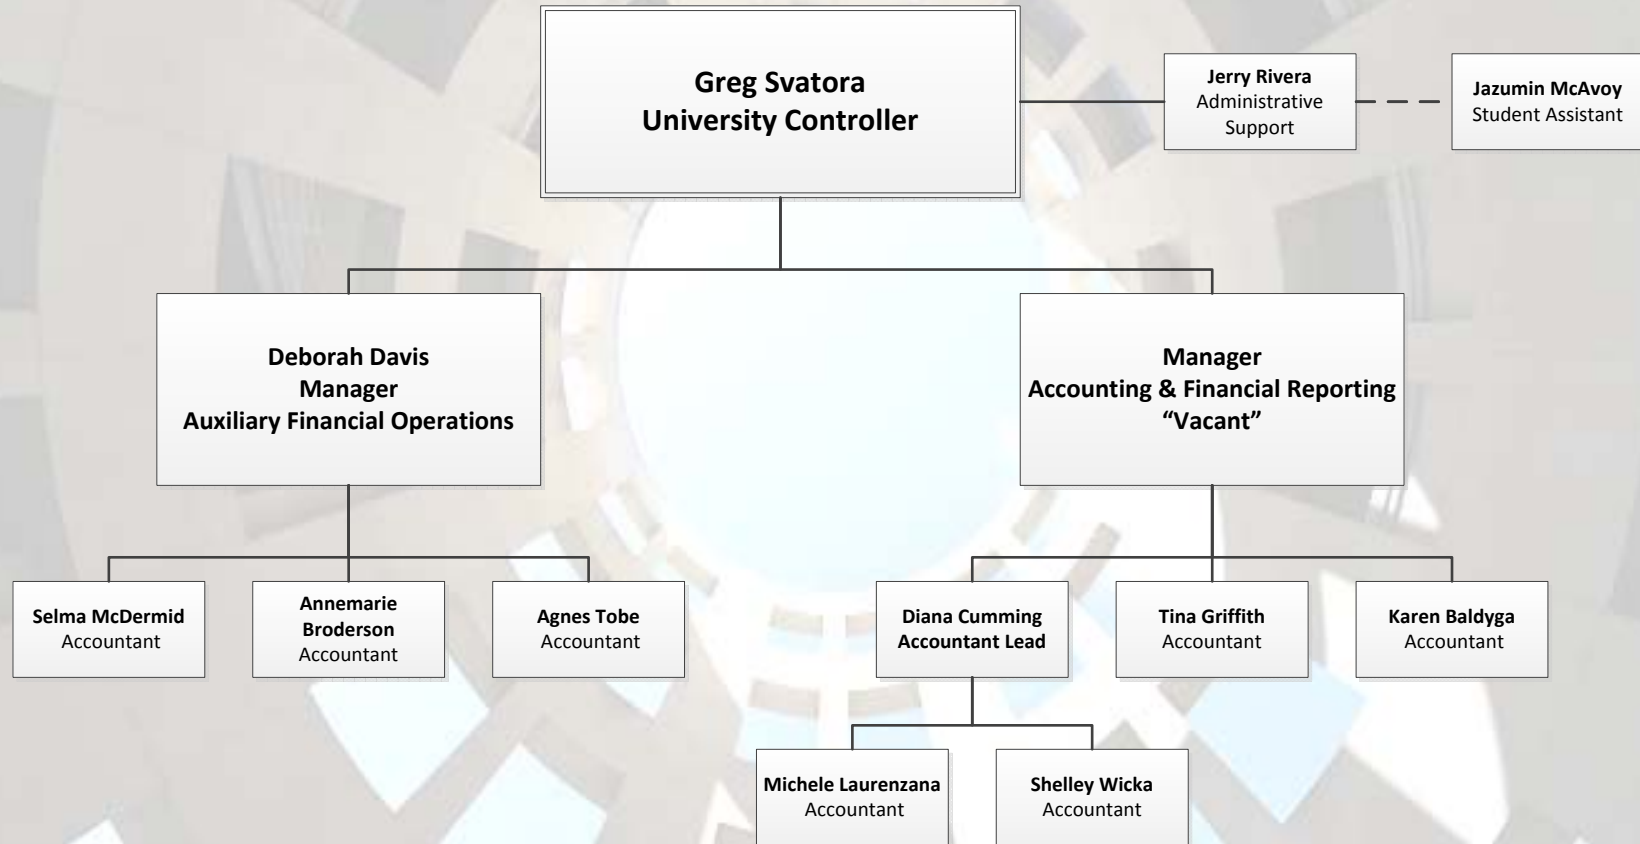 Greg Svatora
University Controller
Jerry Rivera
Administrative
Support
Jazumin McAvoy
Student Assistant
Deborah Davis
Manager
Auxiliary Financial Operations
Manager
Accounting & Financial Reporting
“Vacant”
Selma McDermid
Accountant
Annemarie
Broderson
Accountant
Agnes Tobe
Accountant
Diana Cumming
Accountant Lead
Tina Griffith
Accountant
Karen Baldyga
Accountant
Michele Laurenzana
Accountant
Shelley Wicka
Accountant